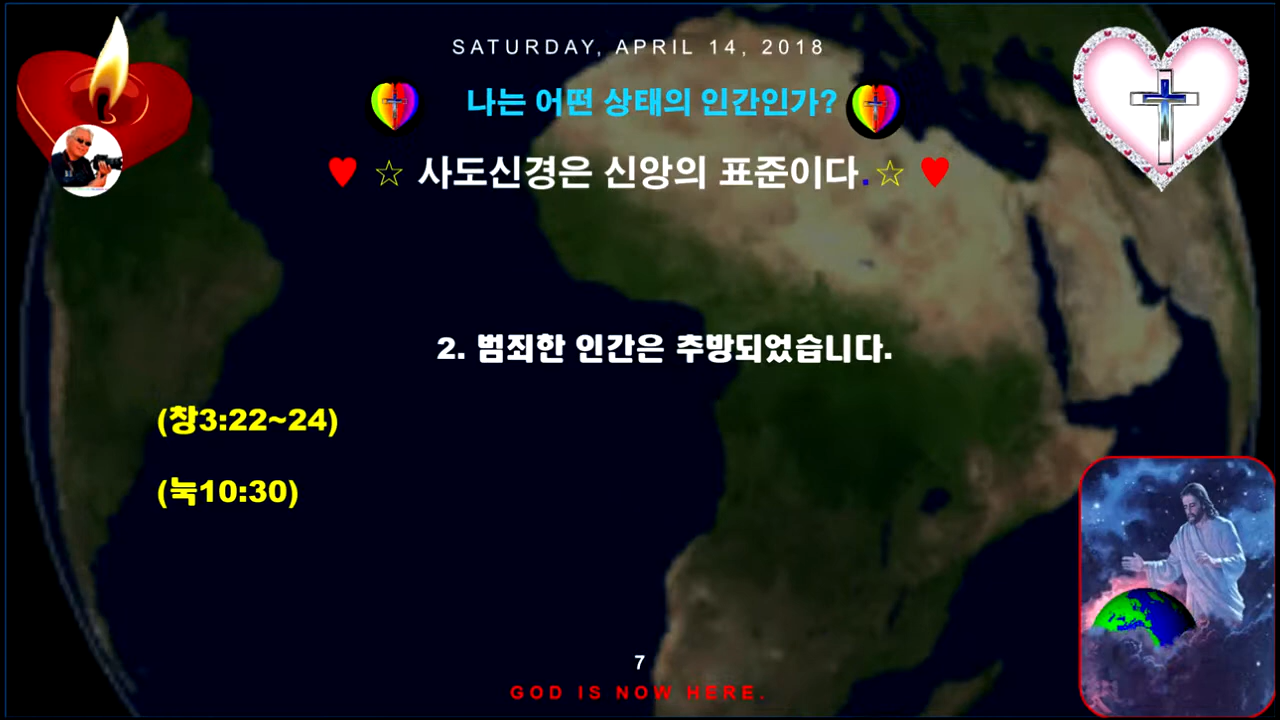 SATURDAY, APRIL 14, 2018
나는 어떤 상태의 인간인가?
♥ ☆ 사도신경은 신앙의 표준이다.☆ ♥
2. 범죄한 인간은 추방되었습니다.
(창3:22~24)
(눅10:30)
7
GOD IS NOW HERE.